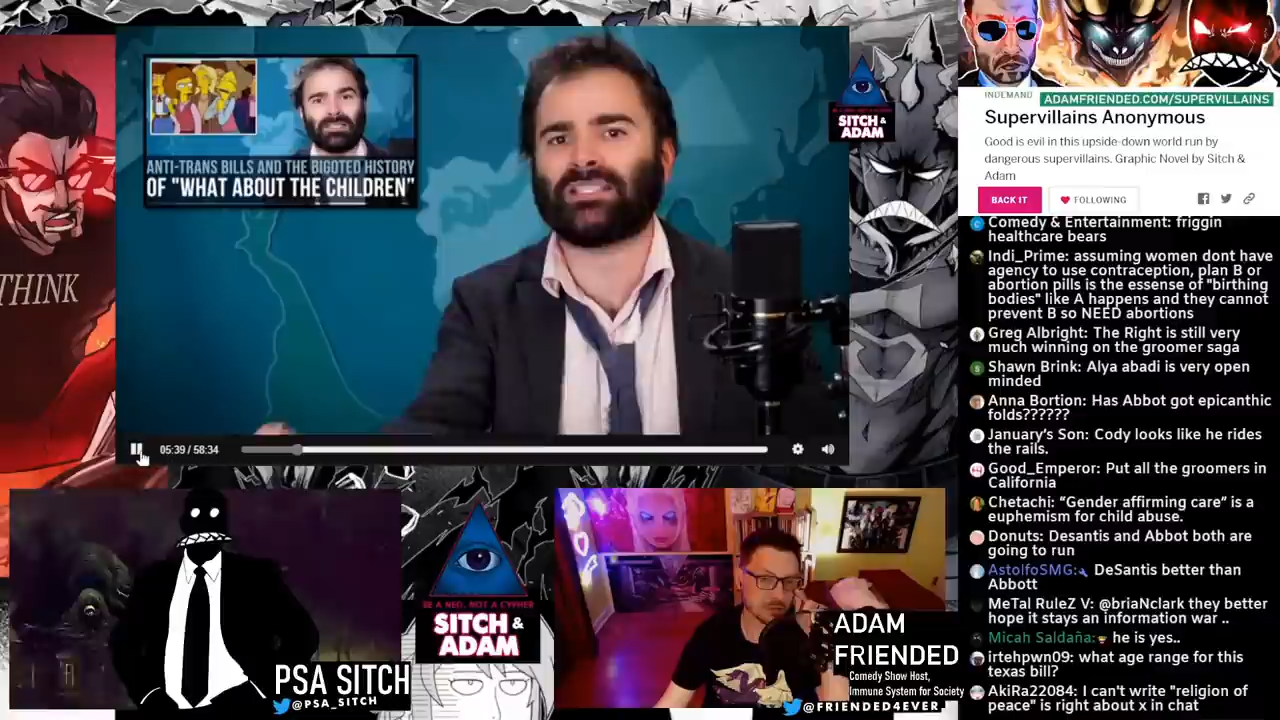 THINK
ANTI-TRANS BILLS AND THE BIGOTED HISTORY
OF "WHAT ABOUT THE CHILDREN"
05:39 / 58:34
SITCH &
ADAM
INDEMAND
ADAMFRIENDED.COM/SUPERVILLAINS
Supervillains Anonymous
Good is evil in this upside-down world run by
dangerous supervillains. Graphic Novel by Sitch &
Adam
BACK IT
FOLLOWING
Comedy & Entertainment: friggin
healthcare bears
Indi_Prime: assuming women dont have
agency to use contraception, plan B or
abortion pills is the essense of "birthing
bodies" like A happens and they cannot
prevent B so NEED abortions
Greg Albright: The Right is still very
much winning on the groomer saga
Shawn Brink: Alya abadi is very open
minded
Anna Bortion: Has Abbot got epicanthic
folds??????
January's Son: Cody looks like he rides
the rails.
Good_Emperor: Put all the groomers in
California
Chetachi: “Gender affirming care” is a
euphemism for child abuse.
Donuts: Desantis and Abbot both are
going to run
AstolfoSMG: DeSantis better than
Abbott
MeTal RuleZ V: @briaNclark they better
hope it stays an information war ..
Micah Saldaña: he is yes..
irtehpwn09: what age range for this
texas bill?
AkiRa22084: I can't write "religion of
peace" is right about x in chat
PSA SITCH
@PSA_SITCH
BE A NEO, NOT A CYPHER
SITCH &
ADAM
ADAM
FRIENDED
Comedy Show Host,
Immune System for Society
@FRIENDED4EVER